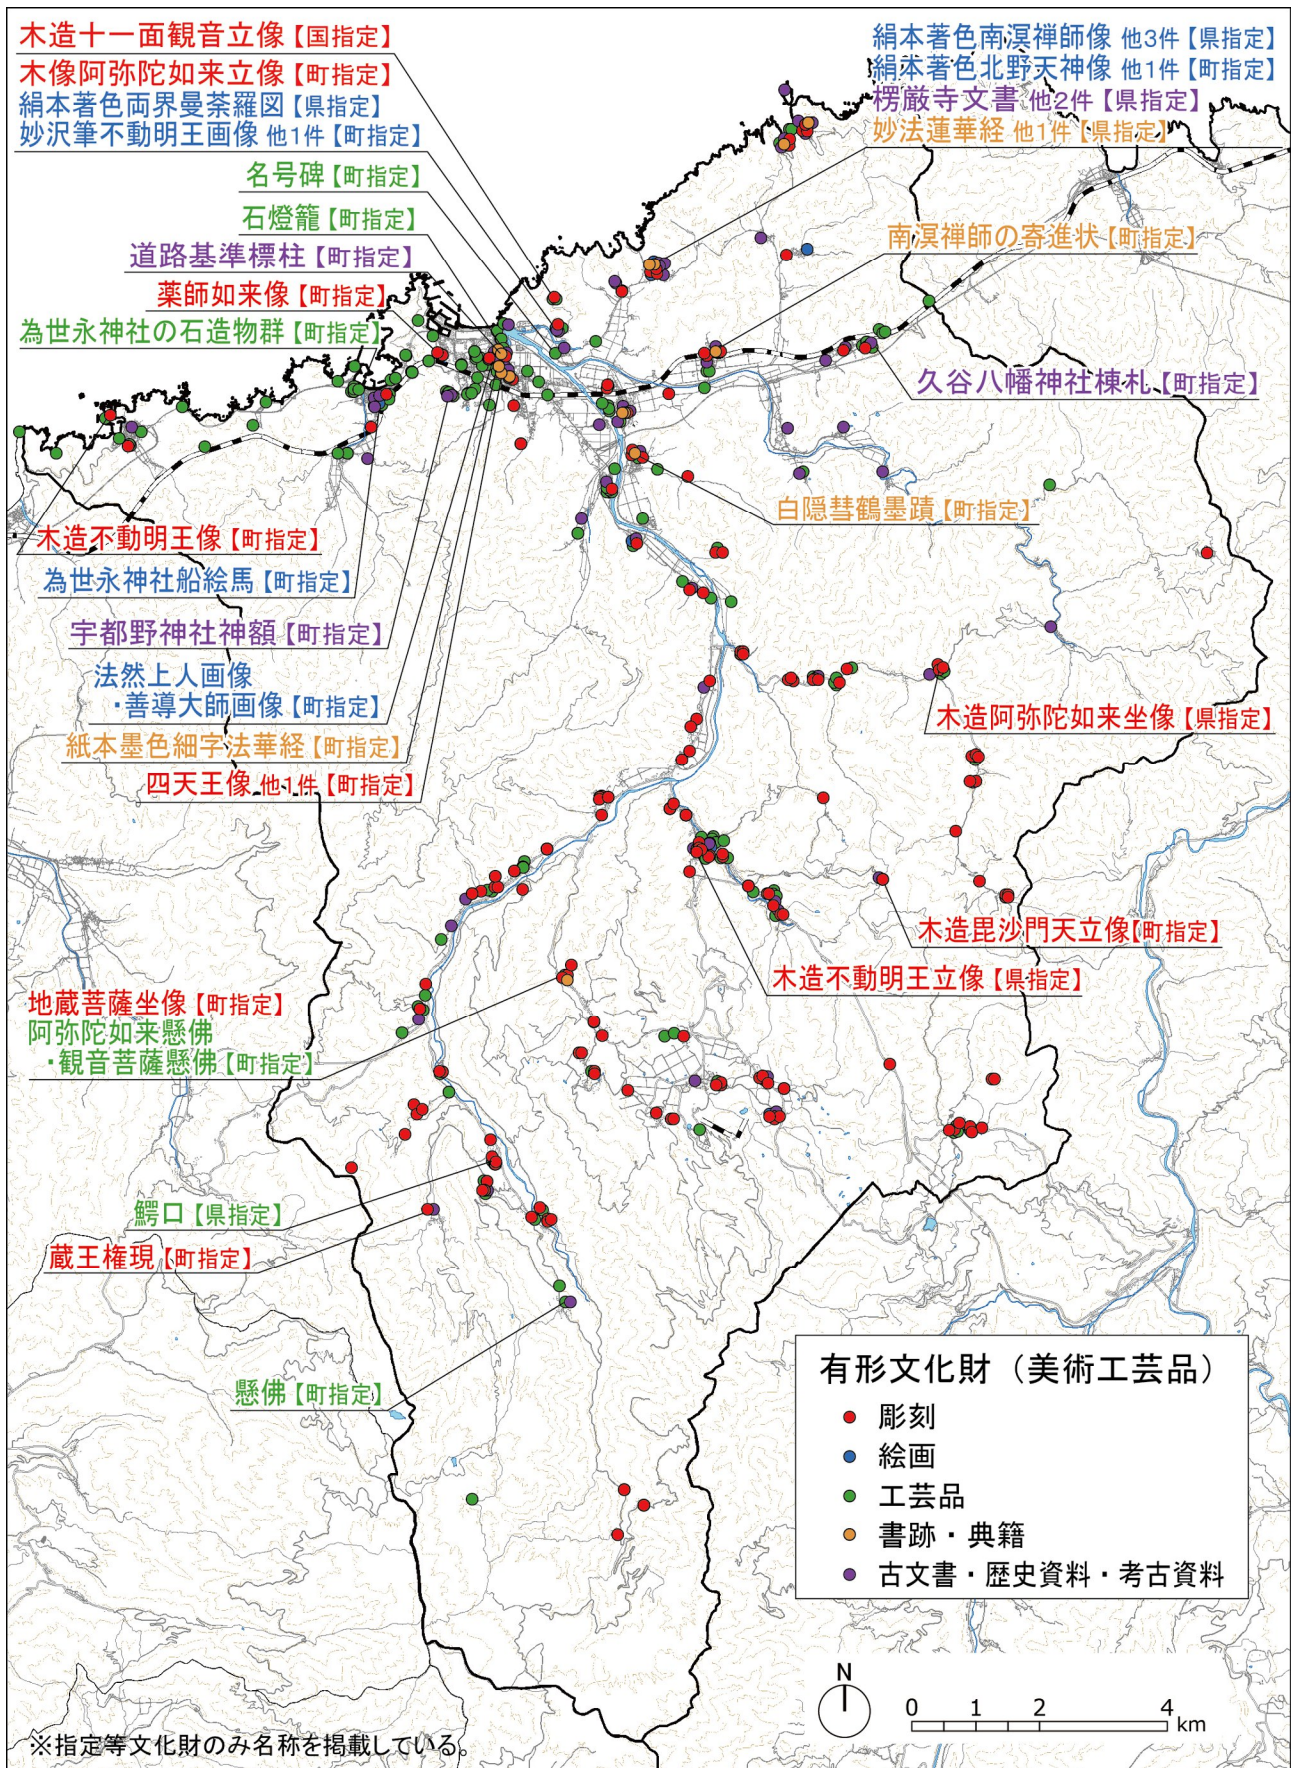 木造十一面観音立像【国指定】
木像阿弥陀如来立像【町指定】
絹本著色両界曼荼羅図【県指定】
妙沢筆不動明王画像 他1件【町指定】
名号碑【町指定】
石燈籠【町指定】
道路基準標柱【町指定】
薬師如来像【町指定】
為世永神社の石造物群【町指定】
絹本著色南溟禅師像 他3件【県指定】
絹本著色北野天神像 他1件【町指定】
楞厳寺文書 他2件【県指定】
妙法蓮華経 他1件【県指定】
南溟禅師の寄進状【町指定】
久谷八幡神社棟札【町指定】
白隠彗鶴墨蹟【町指定】
木造不動明王像【町指定】
為世永神社船絵馬【町指定】
宇都野神社神額【町指定】
法然上人画像
・善導大師画像【町指定】
紙本墨色細字法華経【町指定】
四天王像 他1件【町指定】
木造阿弥陀如来坐像【県指定】
木造毘沙門天立像【町指定】
木造不動明王立像【県指定】
地蔵菩薩坐像【町指定】
阿弥陀如来懸佛
・観音菩薩懸佛【町指定】
鰐口【県指定】
蔵王権現【町指定】
懸佛【町指定】
有形文化財（美術工芸品）
彫刻
絵画
工芸品
書跡・典籍
古文書・歴史資料・考古資料
N
0 1 2 4
km
※指定等文化財のみ名称を掲載している。